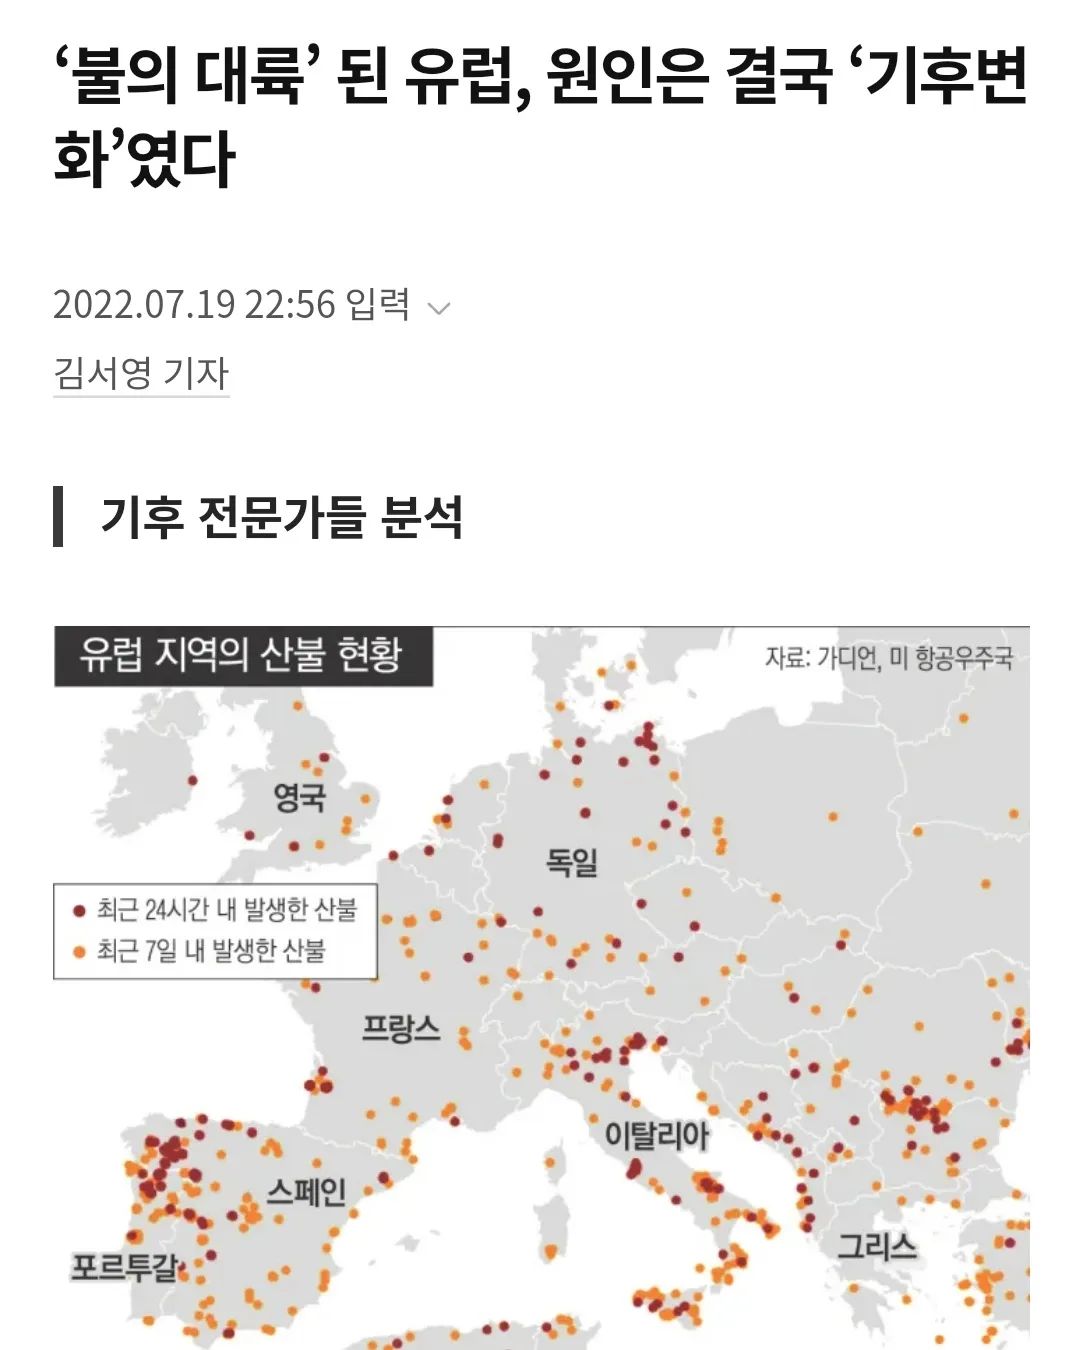 ‘불의 대륙’ 된 유럽, 원인은 결국 ‘기후변
화’였다
2022.07.19 22:56 입력
김서영 기자
기후 전문가들 분석
유럽 지역의 산불 현황
자료: 가디언, 미 항공우주국
영국
독일
최근 24시간 내 발생한 산불
최근 7일 내 발생한 산불
프랑스
이탈리아
스페인
그리스
포르투갈